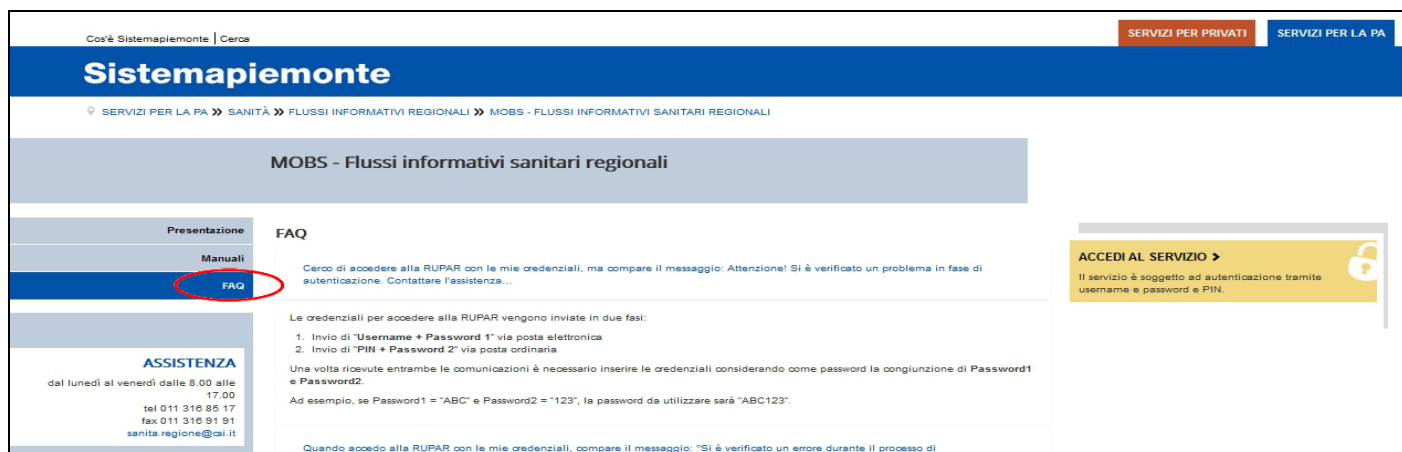 Cos'è Sistemapiemonte | Cerca
SERVIZI PER PRIVATI
SERVIZI PER LA PA
Sistemapiemonte
SERVIZI PER LA PA » SANITÀ » FLUSSI INFORMATIVI REGIONALI » MOBS - FLUSSI INFORMATIVI SANITARI REGIONALI
MOBS - Flussi informativi sanitari regionali
Presentazione
Manuali
FAQ
ASSISTENZA
dal lunedì al venerdì dalle 8.00 alle
17.00
tel 011 316 85 17
fax 011 316 91 91
sanita.regione@csi.it
FAQ
Cerco di accedere alla RUPAR con le mie credenziali, ma compare il messaggio: Attenzione! Si è verificato un problema in fase di
autenticazione. Contattare l'assistenza...
Le credenziali per accedere alla RUPAR vengono inviate in due fasi:
1. Invio di "Username + Password 1" via posta elettronica
2. Invio di "PIN + Password 2" via posta ordinaria
Una volta ricevute entrambe le comunicazioni è necessario inserire le credenziali considerando come password la congiunzione di Password1
e Password2.
Ad esempio, se Password1 = "ABC" e Password2 = "123", la password da utilizzare sarà "ABC123".
Quando accedo alla RUPAR con le mie credenziali, compare il messaggio: "Si è verificato un errore durante il processo di
ACCEDI AL SERVIZIO >
Il servizio è soggetto ad autenticazione tramite
username e password e PIN.